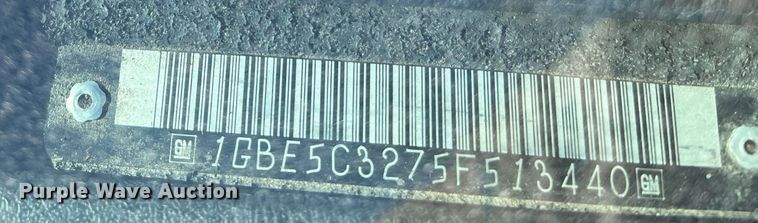 GM 1GBE5C3275F513440 GM
Purple Wave Auction